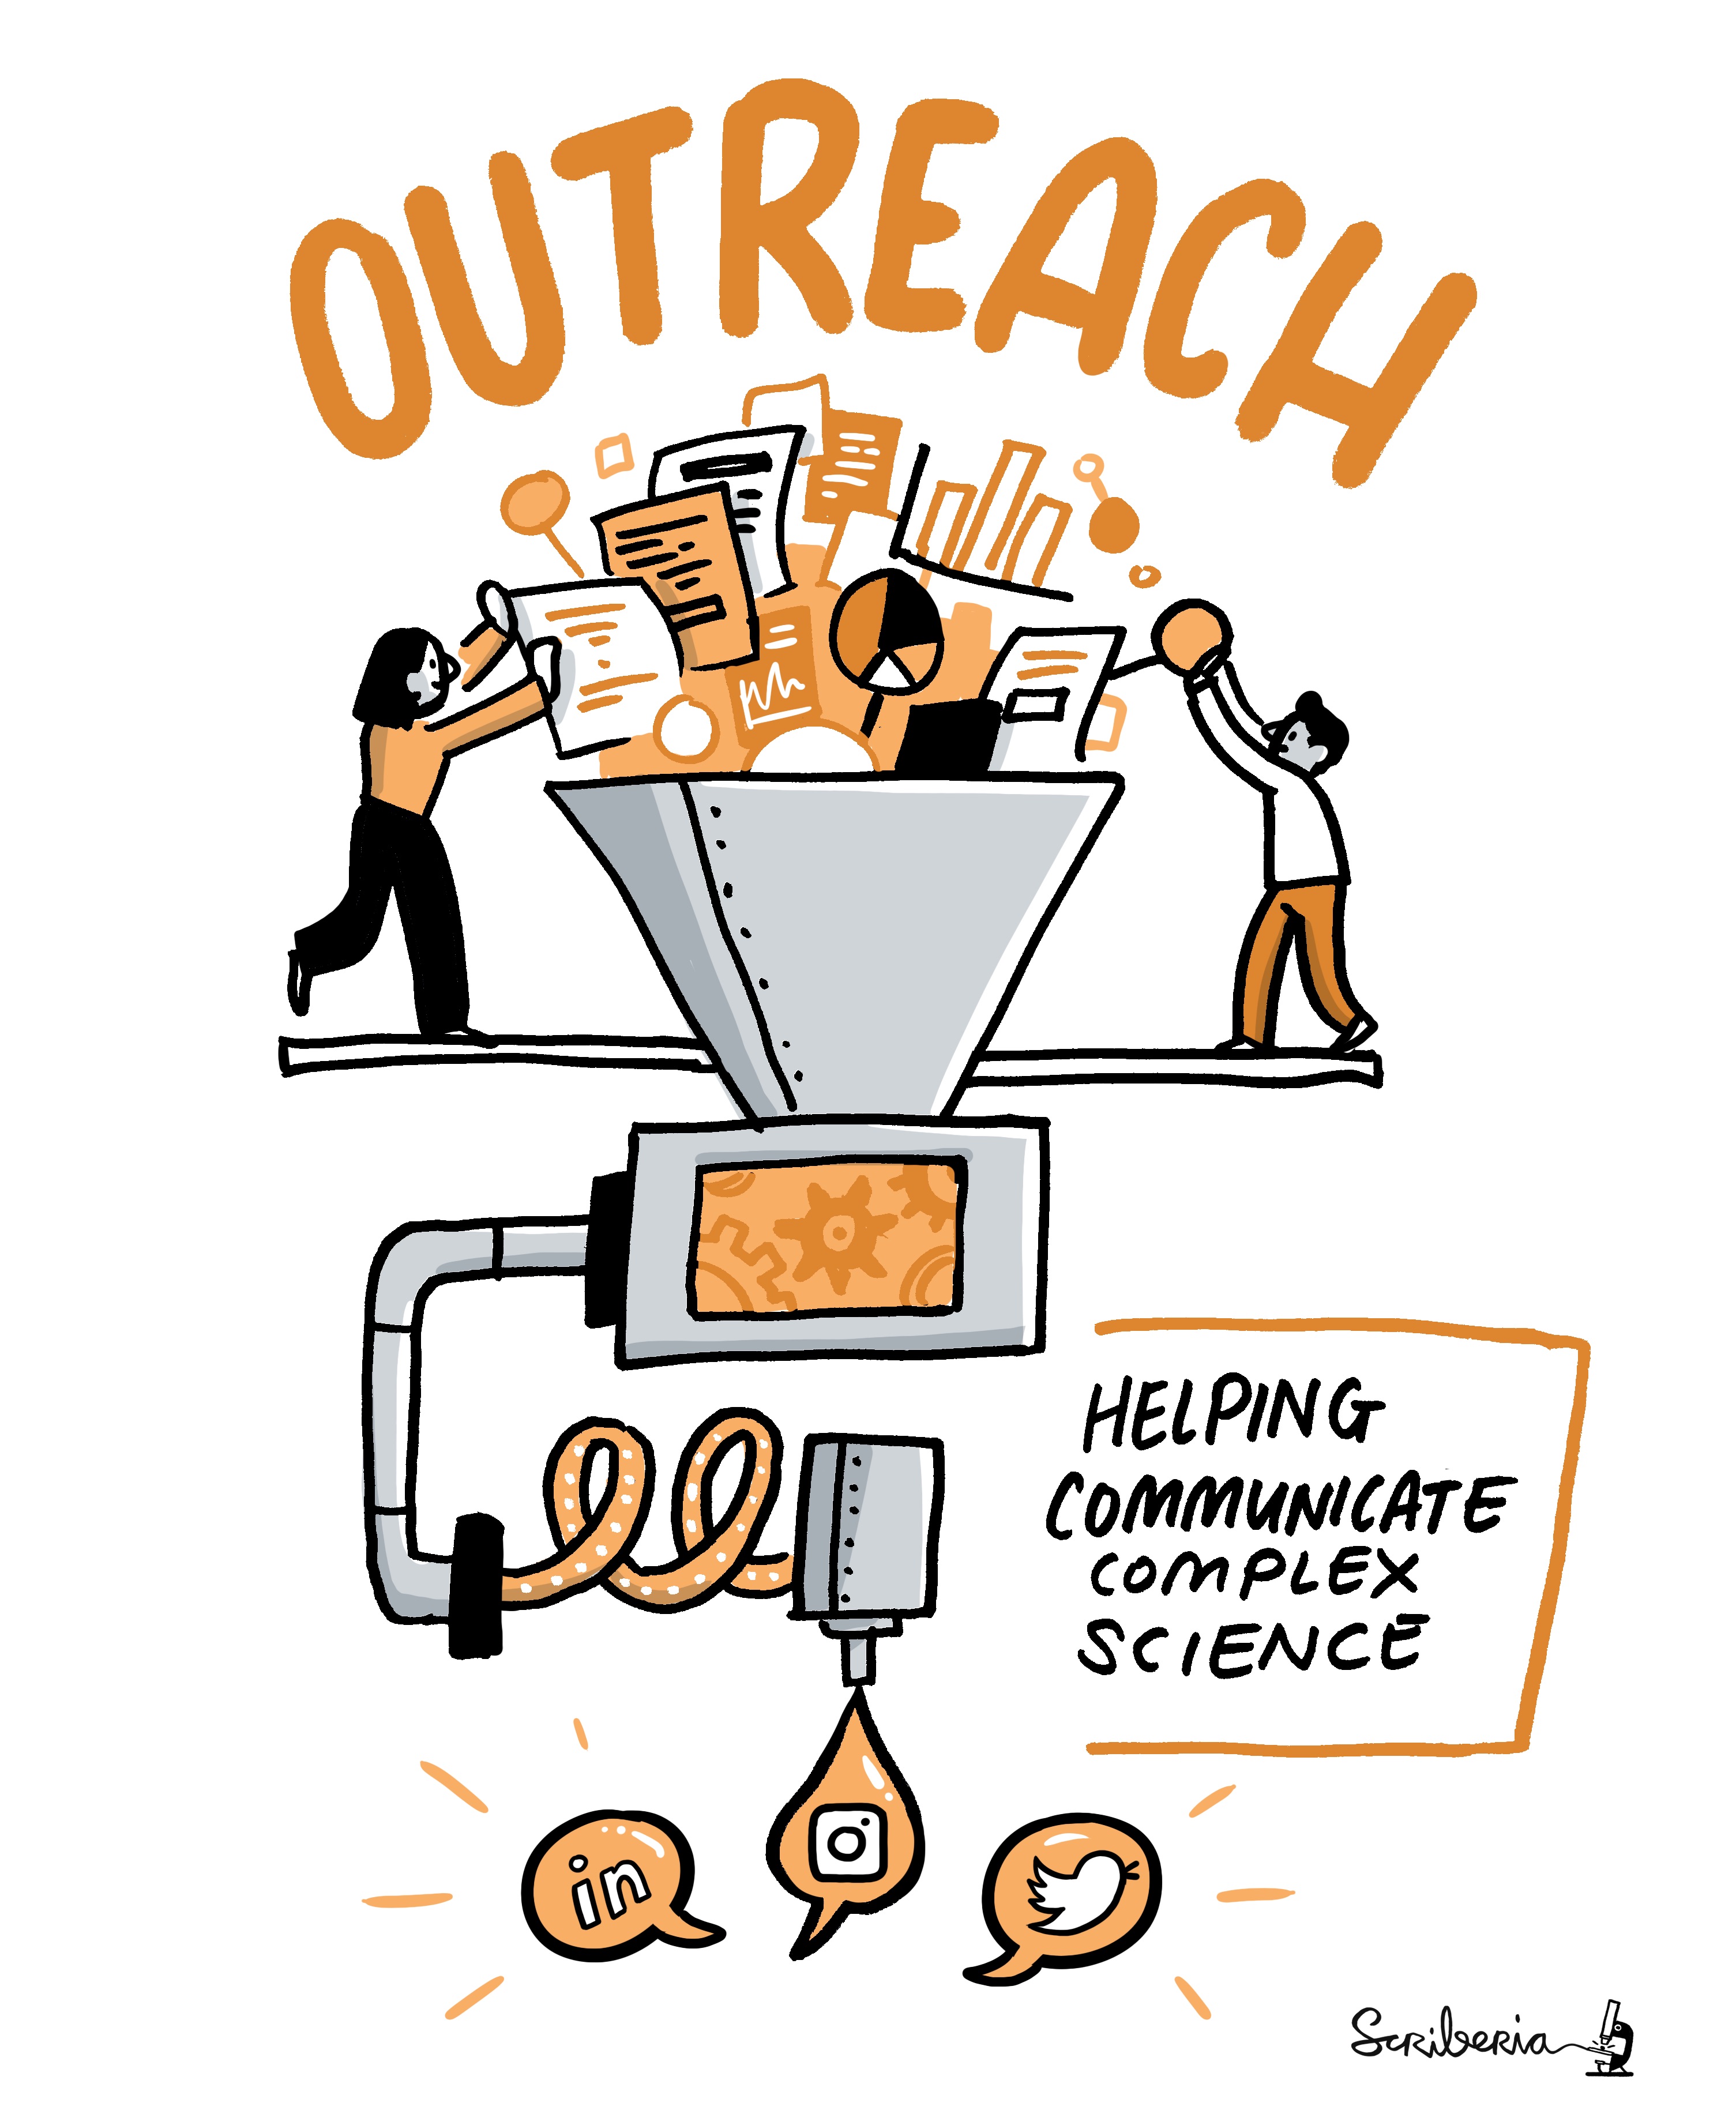 OUTREACH
HELPING
COMMUNICATE
COMPLEX
SCIENCE
in
Scriberia